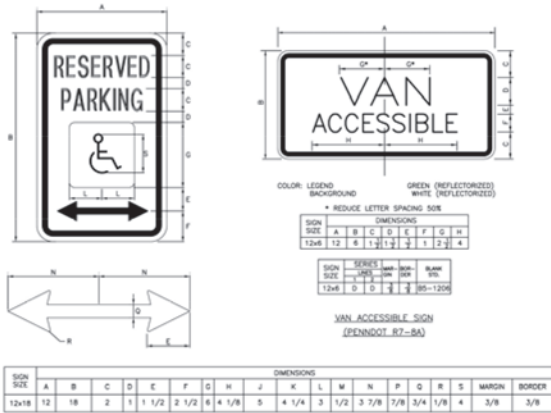 A
RESERVED
PARKING
B
C
C
D
C
D
G
E
F
S
L L
N N
Q
R
E
A
G* G*
VAN
ACCESSIBLE
H H
B
C
D
E
F
C
COLOR: LEGEND GREEN (REFLECTORIZED)
BACKGROUND WHITE (REFLECTORIZED)
* REDUCE LETTER SPACING 50%
SIGN SIZE DIMENSIONS
A B C D E F G H
12x6 12 6 1 4
SIGN SIZE SERIES LINES MAR-GIN BOR-DER BLANK STD.
1 2
12x6 D D B5-1206
VAN ACCESSIBLE SIGN
(PENNDOT R7-8A)
SIGN SIZE DIMENSIONS
A B C D E F G H J K L M N P Q R S MARGIN BORDER
12x18 12 18 2 1 1 1/2 2 1/2 6 4 1/8 5 4 1/4 3 1/2 3 7/8 7/8 3/4 1/8 4 3/8 3/8